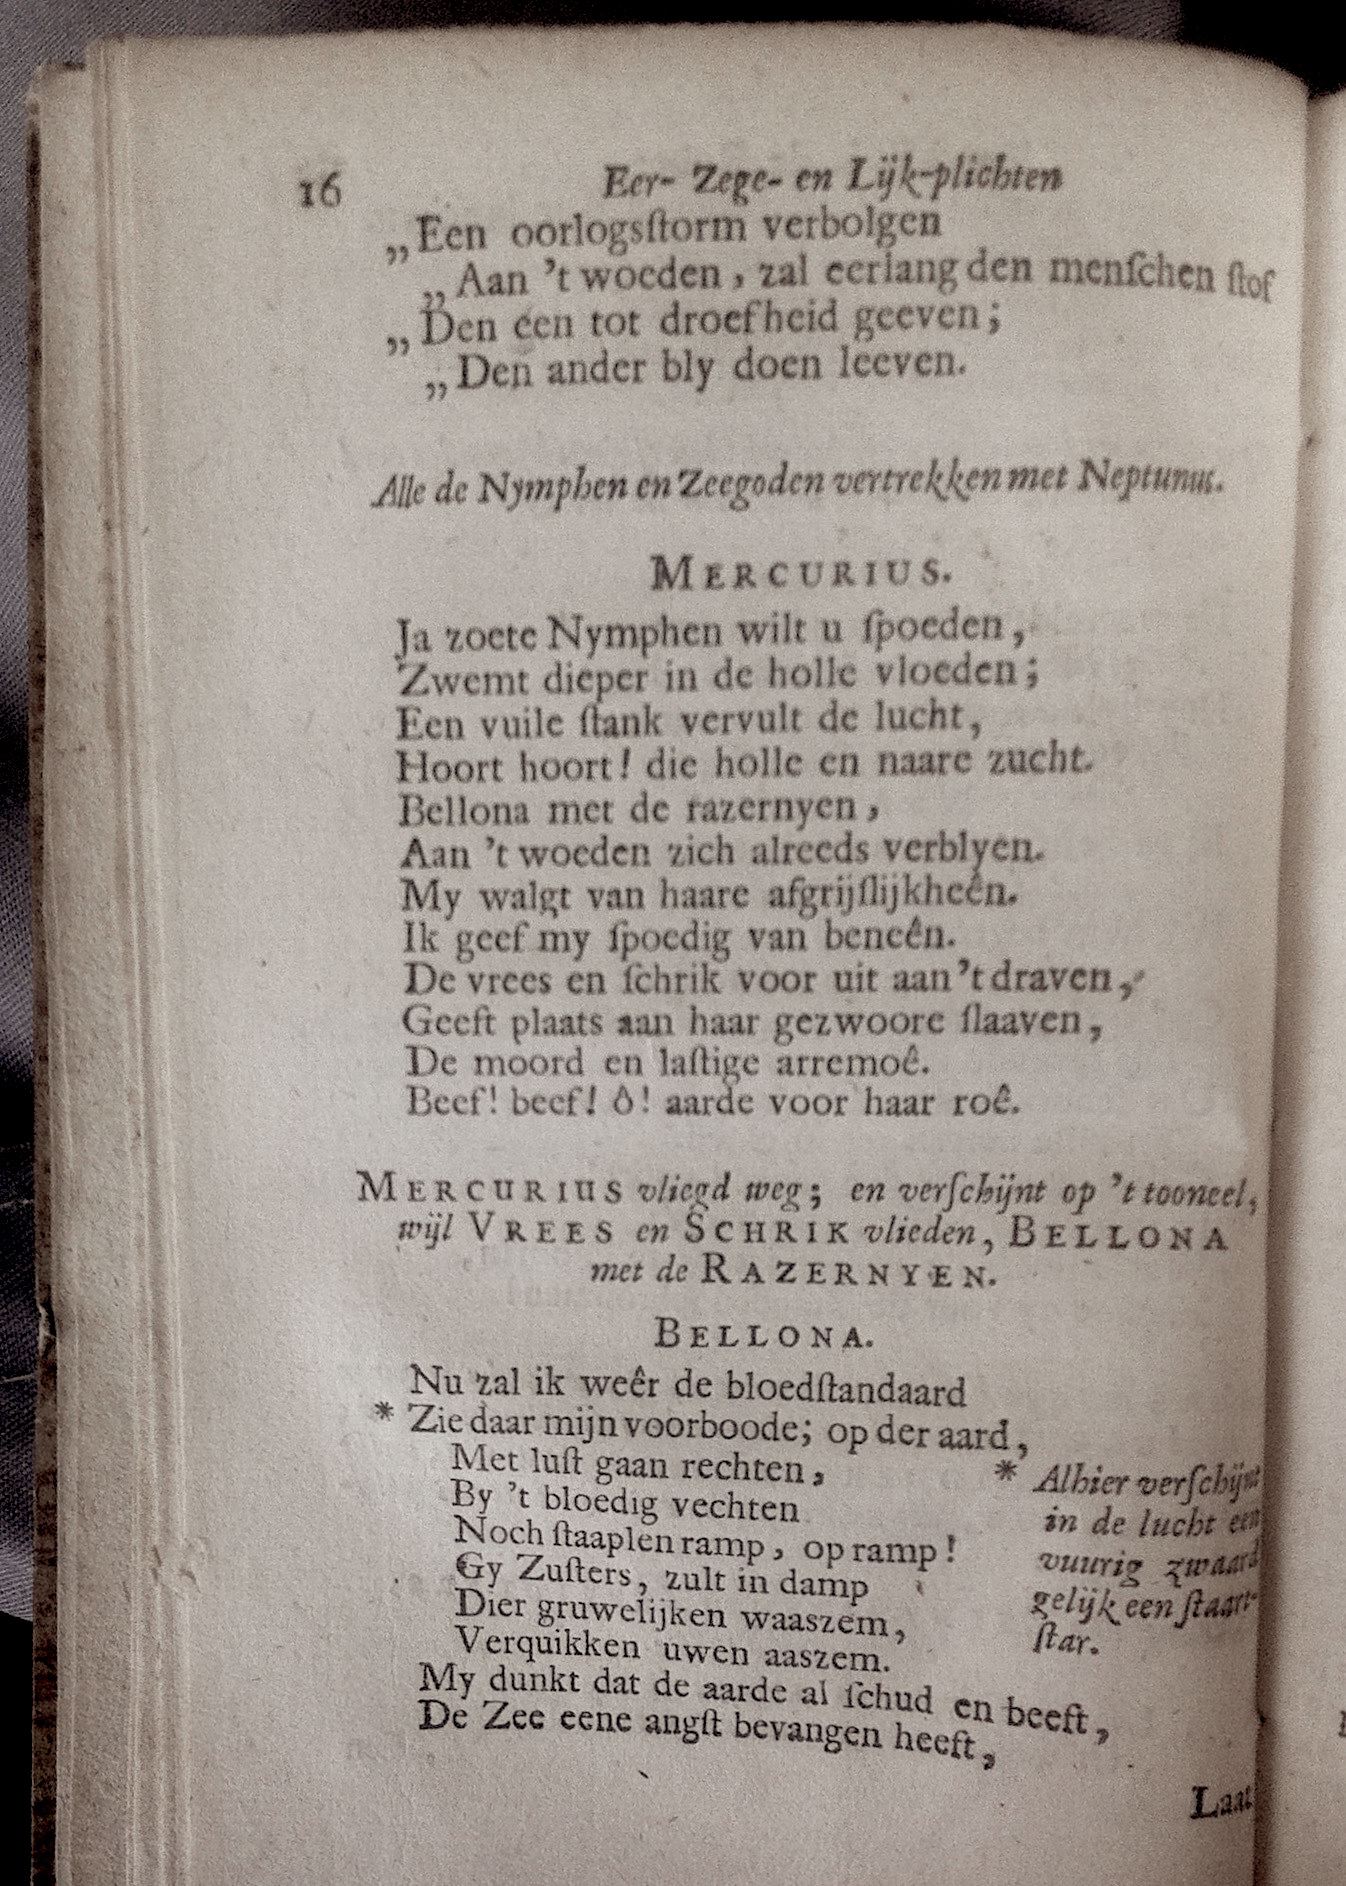 16 Eer- Zege- en Lijk-plichten
„Een oorlogsſtorm verbolgen
„Aan 't woeden, zal eerlang den menſchen ſtof
„Den éen tot droefheid geeven;
„Den ander bly doen leeven.
Alle de Nymphen en Zeegoden vertrekken met Neptunus.
MERCURIUS.
Ja zoete Nymphen wilt u ſpoeden,
Zwemt dieper in de holle vloeden;
Een vuile ſtank vervult de lucht,
Hoort hoort! die holle en naare zucht.
Bellona met de razernyen,
Aan 't woeden zich alreeds verblyen.
My walgt van haare afgrijſlijkheên.
Ik geef my ſpoedig van beneên.
De vrees en ſchrik voor uit aan 't draven,
Geeft plaats aan haar gezwoore ſlaaven,
De moord en laſtige arremoê.
Beef! beef! ô! aarde voor haar roê.
MERCURIUS vliegd weg; en verſchijnt op 't tooneel,
wijl VREES en SCHRIK vlieden, BELLONA
met de RAZERNYEN.
BELLONA.
Nu zal ik weêr de bloedſtandaard
* Zie daar mijn voorboode; op der aard,
Met luſt gaan rechten,
By 't bloedig vechten
Noch ſtaaplen ramp, op ramp!
Gy Zuſters, zult in damp
Dier gruwelijken waaszem,
Verquikken uwen aaszem.
My dunkt dat de aarde al ſchud en beeft,
De Zee eene angſt bevangen heeft,
* Alhier verſchijnt
in de lucht een
vuurig zwaard
gelijk een ſtaart-
ſtar.
Laat